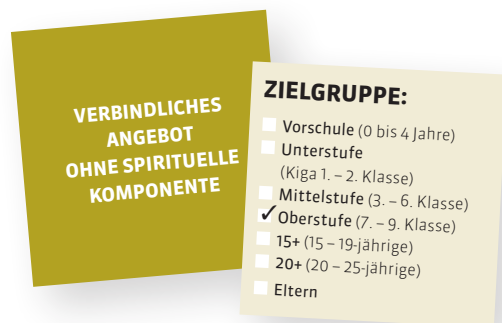 VERBINDLICHES
ANGEBOT
OHNE SPIRITUELLE
KOMPONENTE
ZIELGRUPPE:
Vorschule (0 bis 4 Jahre)
Unterstufe
(Kiga 1. – 2. Klasse)
Mittelstufe (3. – 6. Klasse)
✓ Oberstufe (7. – 9. Klasse)
15+ (15 – 19-jährige)
20+ (20 – 25-jährige)
Eltern